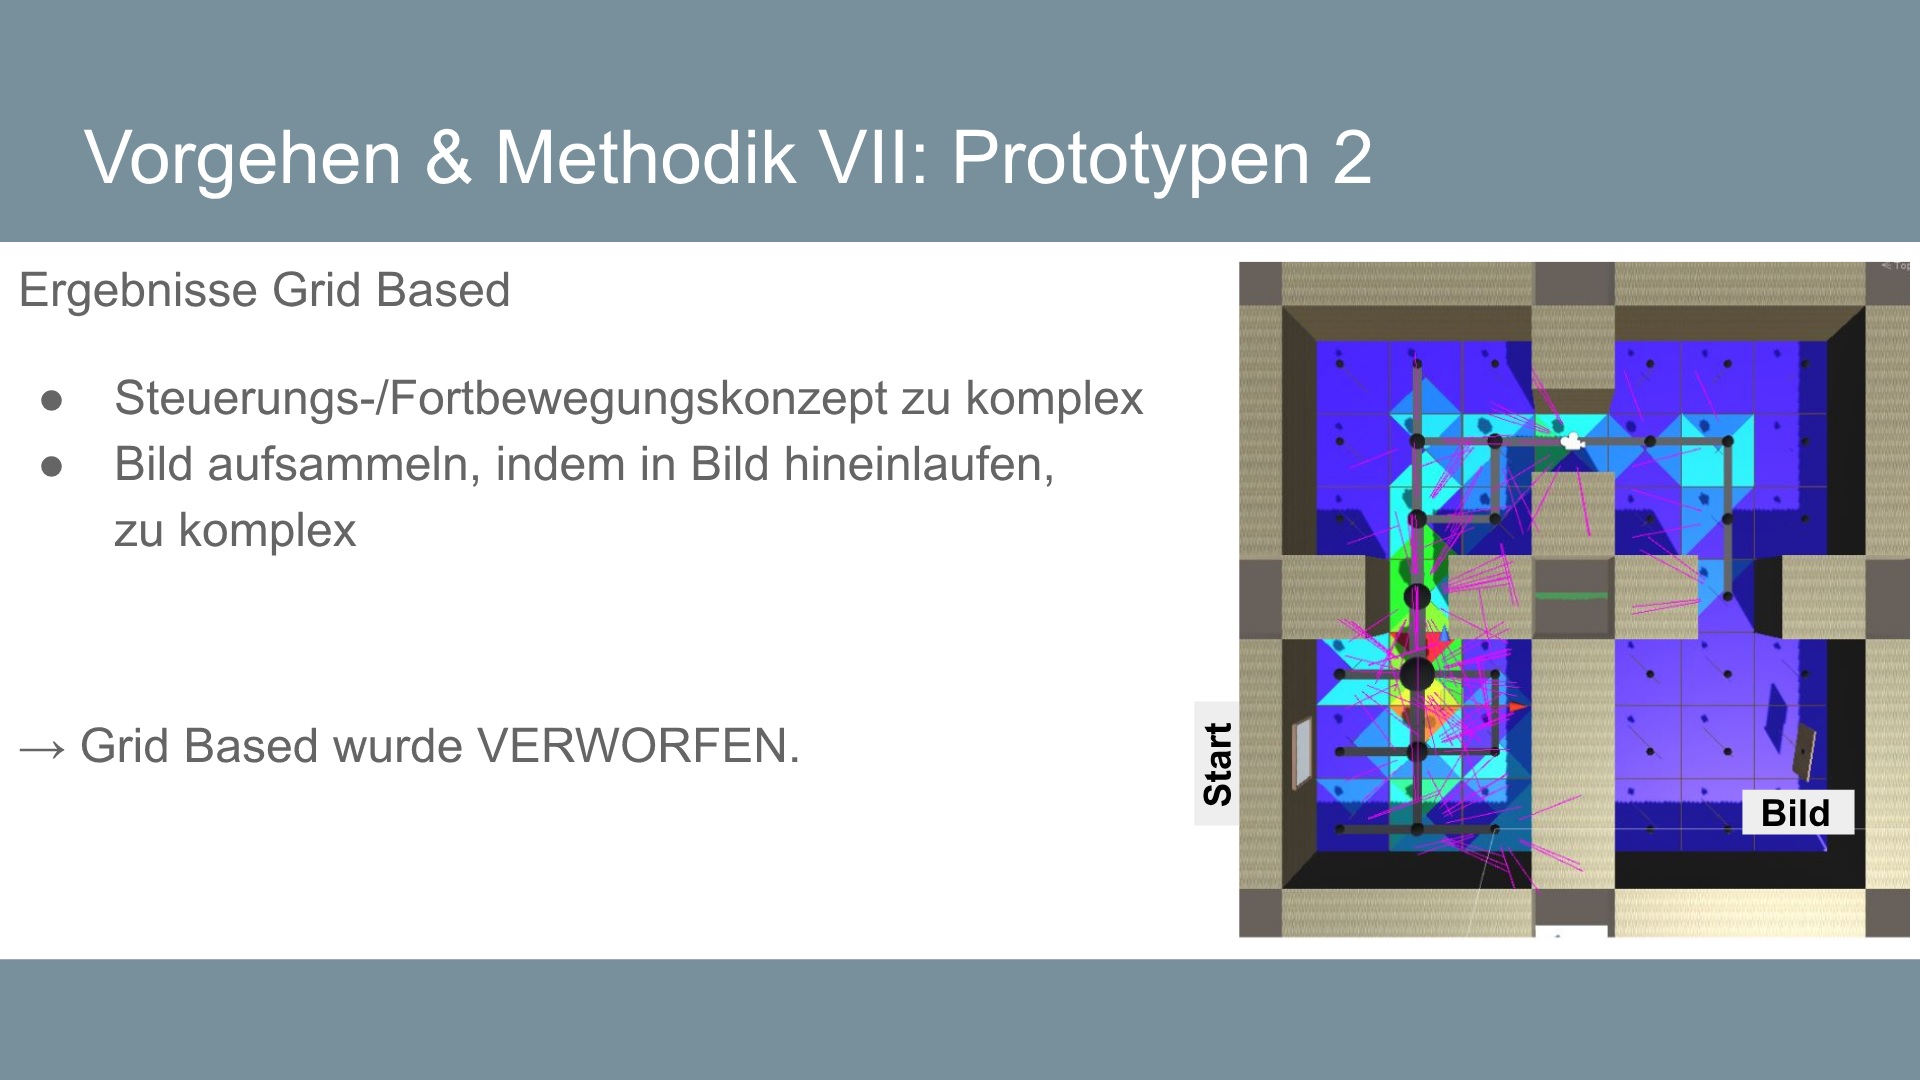 Vorgehen & Methodik VII: Prototypen 2
Ergebnisse Grid Based
● Steuerungs-/Fortbewegungskonzept zu komplex
● Bild aufsammeln, indem in Bild hineinlaufen,
zu komplex
→ Grid Based wurde VERWORFEN.
Start
Bild